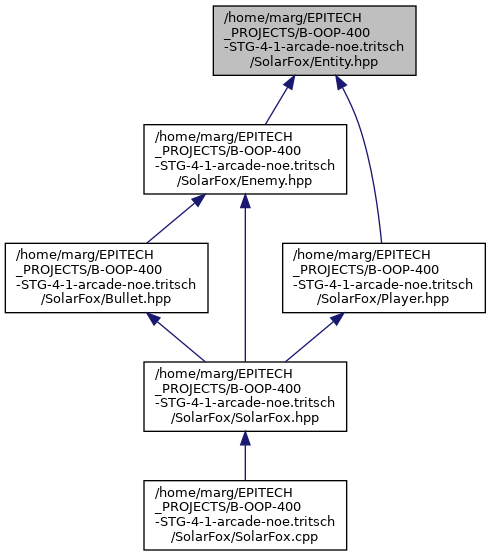 /home/marg/EPITECH
_PROJECTS/B-OOP-400
-STG-4-1-arcade-noe.tritsch
/SolarFox/Entity.hpp
/home/marg/EPITECH
_PROJECTS/B-OOP-400
-STG-4-1-arcade-noe.tritsch
/SolarFox/Enemy.hpp
/home/marg/EPITECH
_PROJECTS/B-OOP-400
-STG-4-1-arcade-noe.tritsch
/SolarFox/Bullet.hpp
/home/marg/EPITECH
_PROJECTS/B-OOP-400
-STG-4-1-arcade-noe.tritsch
/SolarFox/Player.hpp
/home/marg/EPITECH
_PROJECTS/B-OOP-400
-STG-4-1-arcade-noe.tritsch
/SolarFox/SolarFox.hpp
/home/marg/EPITECH
_PROJECTS/B-OOP-400
-STG-4-1-arcade-noe.tritsch
/SolarFox/SolarFox.cpp